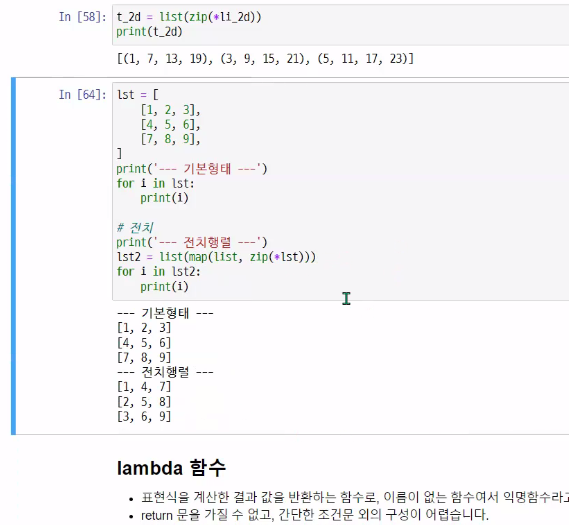 In [58]: t_2d = list(zip(*li_2d))
print(t_2d)
[(1, 7, 13, 19), (3, 9, 15, 21), (5, 11, 17, 23)]
In [64]: lst = [
[1, 2, 3],
[4, 5, 6],
[7, 8, 9],
]
print('--- 기본형태 ---')
for i in lst:
print(i)
# 전치
print('--- 전치행렬 ---')
lst2 = list(map(list, zip(*lst)))
for i in lst2:
print(i)
--- 기본형태 ---
[1, 2, 3]
[4, 5, 6]
[7, 8, 9]
--- 전치행렬 ---
[1, 4, 7]
[2, 5, 8]
[3, 6, 9]
lambda 함수
• 표현식을 계산한 결과 값을 반환하는 함수로, 이름이 없는 함수여서 익명함수라고
• return 문을 가질 수 없고, 간단한 조건문 외의 구성이 어렵습니다.